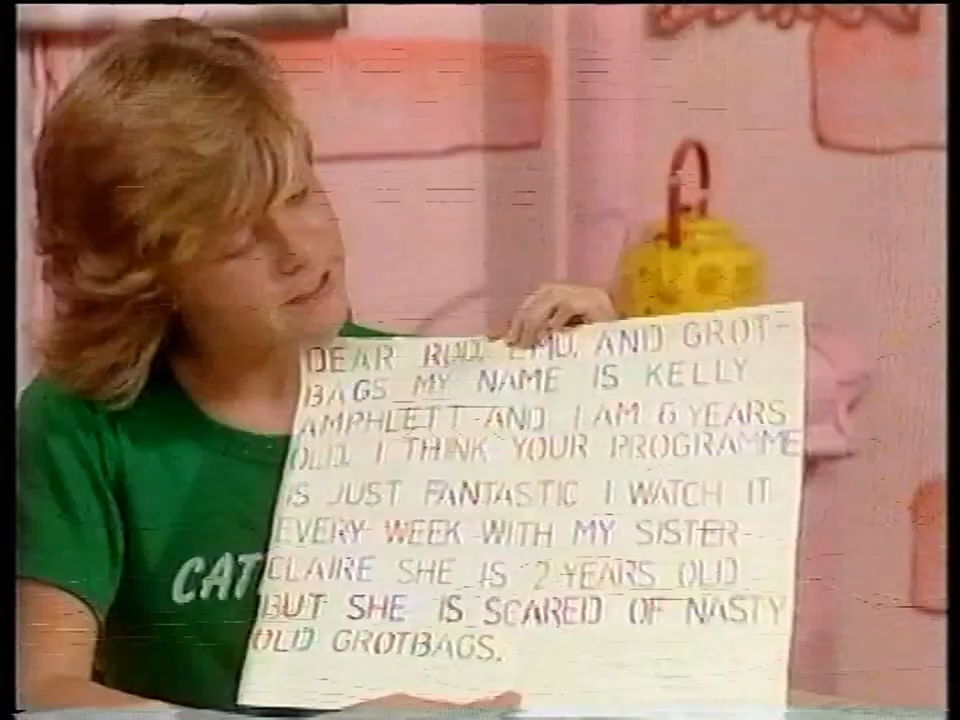 CAT
DEAR ROD, EMU, AND GROT-
BAGS MY NAME IS KELLY
AMPHLETT AND I AM 6 YEARS
OLD. I THINK YOUR PROGRAMME
IS JUST FANTASTIC I WATCH IT
EVERY WEEK WITH MY SISTER
CLAIRE SHE IS 2 YEARS OLD
BUT SHE IS SCARED OF NASTY
OLD GROTBAGS.